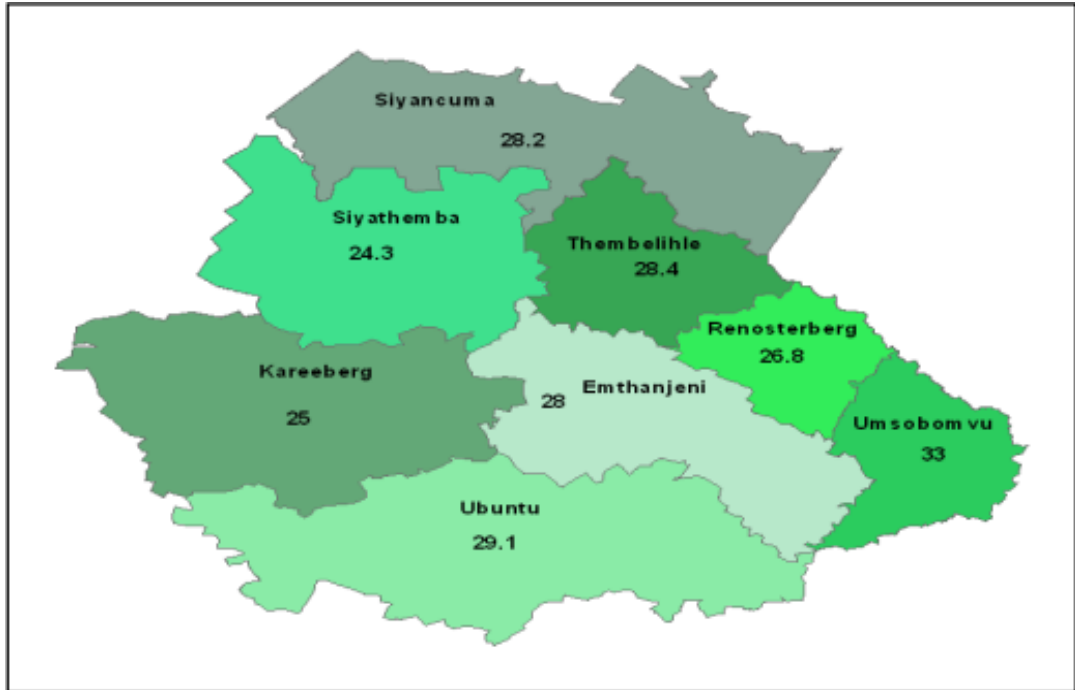 Siyancuma
28.2
Siyathemba
24.3
Thembelihle
28.4
Renosterberg
26.8
Kareeberg
25
Emthanjeni
28
Umsobomvu
33
Ubuntu
29.1